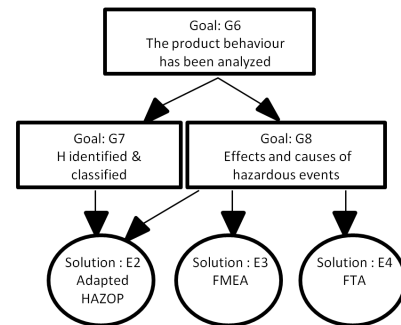 Goal: G6
The product behaviour
has been analyzed
Goal: G7
H identified &
classified
Goal: G8
Effects and causes of
hazardous events
Solution : E2
Adapted
HAZOP
Solution : E3
FMEA
Solution : E4
FTA